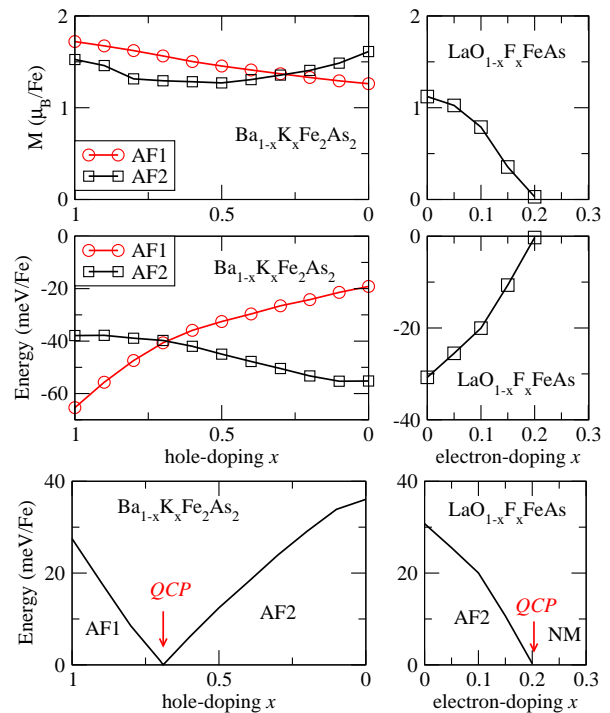 2
1
0
M (μB/Fe)
AF1
AF2
Ba1-xKxFe2As2
1
0.5
0
2
1
0
LaO1-xFxFeAs
0
0.1
0.2
0.3
0
-20
-40
-60
Energy (meV/Fe)
AF1
AF2
Ba1-xKxFe2As2
1
0.5
0
hole-doping x
0
-20
-40
LaO1-xFxFeAs
0
0.1
0.2
0.3
electron-doping x
40
20
0
Energy (meV/Fe)
Ba1-xKxFe2As2
QCP
AF1
AF2
1
0.5
0
hole-doping x
40
20
0
LaO1-xFxFeAs
QCP
AF2
NM
0
0.1
0.2
0.3
electron-doping x